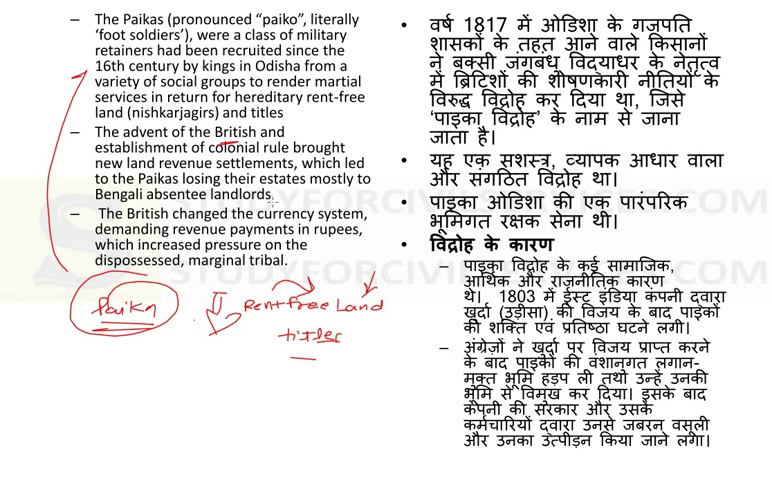 – The Paikas (pronounced “paiko”, literally
‘foot soldiers’), were a class of military
retainers had been recruited since the
16th century by kings in Odisha from a
variety of social groups to render martial
services in return for hereditary rent-free
land (nishkarjagirs) and titles
– The advent of the British and
establishment of colonial rule brought
new land revenue settlements, which led
to the Paikas losing their estates mostly to
Bengali absentee landlords.
– The British changed the currency system,
demanding revenue payments in rupees,
which increased pressure on the
dispossessed, marginal tribal.
Paika
Rent free Land
titles
• वर्ष 1817 में ओडिशा के गजपति
शासकों के तहत आने वाले किसानों
ने बक्सी जगबंधु विद्याधर के नेतृत्व
में ब्रिटिशों की शोषणकारी नीतियों के
विरुद्ध विद्रोह कर दिया था, जिसे
‘पाइका विद्रोह’ के नाम से जाना
जाता है।
• यह एक सशस्त्र, व्यापक आधार वाला
और संगठित विद्रोह था।
• पाइका ओडिशा की एक पारंपरिक
भूमिगत रक्षक सेना थी।
• विद्रोह के कारण
– पाइका विद्रोह के कई सामाजिक,
आर्थिक और राजनीतिक कारण
थे। 1803 में ईस्ट इंडिया कंपनी द्वारा
खुर्दा (उड़ीसा) की विजय के बाद पाइकों
की शक्ति एवं प्रतिष्ठा घटने लगी।
– अंग्रेज़ों ने खुर्दा पर विजय प्राप्त करने
के बाद पाइकों की वंशानुगत लगान-
मुक्त भूमि हड़प ली तथा उन्हें उनकी
भूमि से विमुख कर दिया। इसके बाद
कंपनी की सरकार और उसके
कर्मचारियों द्वारा उनसे जबरन वसूली
और उनका उत्पीड़न किया जाने लगा।